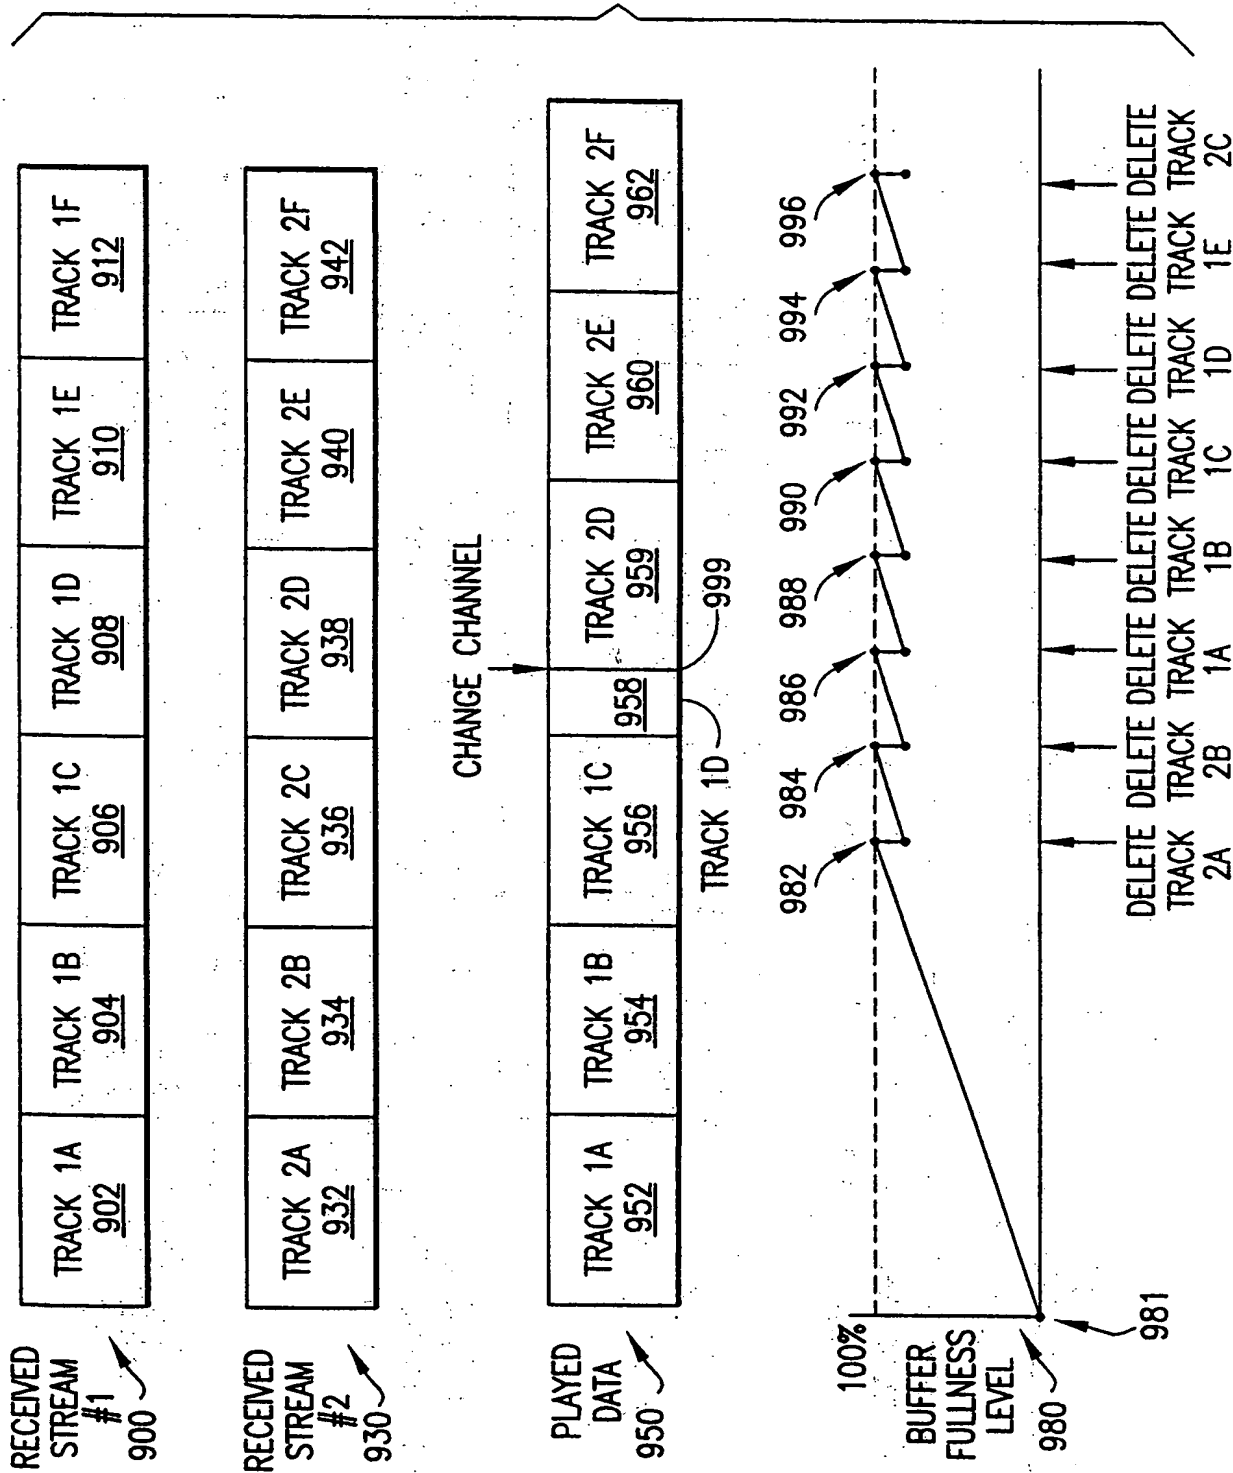 RECEIVED
STREAM
#1
900
TRACK 1A
902
TRACK 1B
904
TRACK 1C
906
TRACK 1D
908
TRACK 1E
910
TRACK 1F
912
RECEIVED
STREAM
#2
930
TRACK 2A
932
TRACK 2B
934
TRACK 2C
936
TRACK 2D
938
TRACK 2E
940
TRACK 2F
942
CHANGE CHANNEL
PLAYED
DATA
950
TRACK 1A
952
TRACK 1B
954
TRACK 1C
956
958
TRACK 2D
959
TRACK 2E
960
TRACK 2F
962
TRACK 1D
999
100%
BUFFER
FULLNESS
LEVEL
980
981
982
984
986
988
990
992
994
996
DELETE
TRACK
2A
DELETE
TRACK
2B
DELETE
TRACK
1A
DELETE
TRACK
1B
DELETE
TRACK
1C
DELETE
TRACK
1D
DELETE
TRACK
1E
DELETE
TRACK
2C